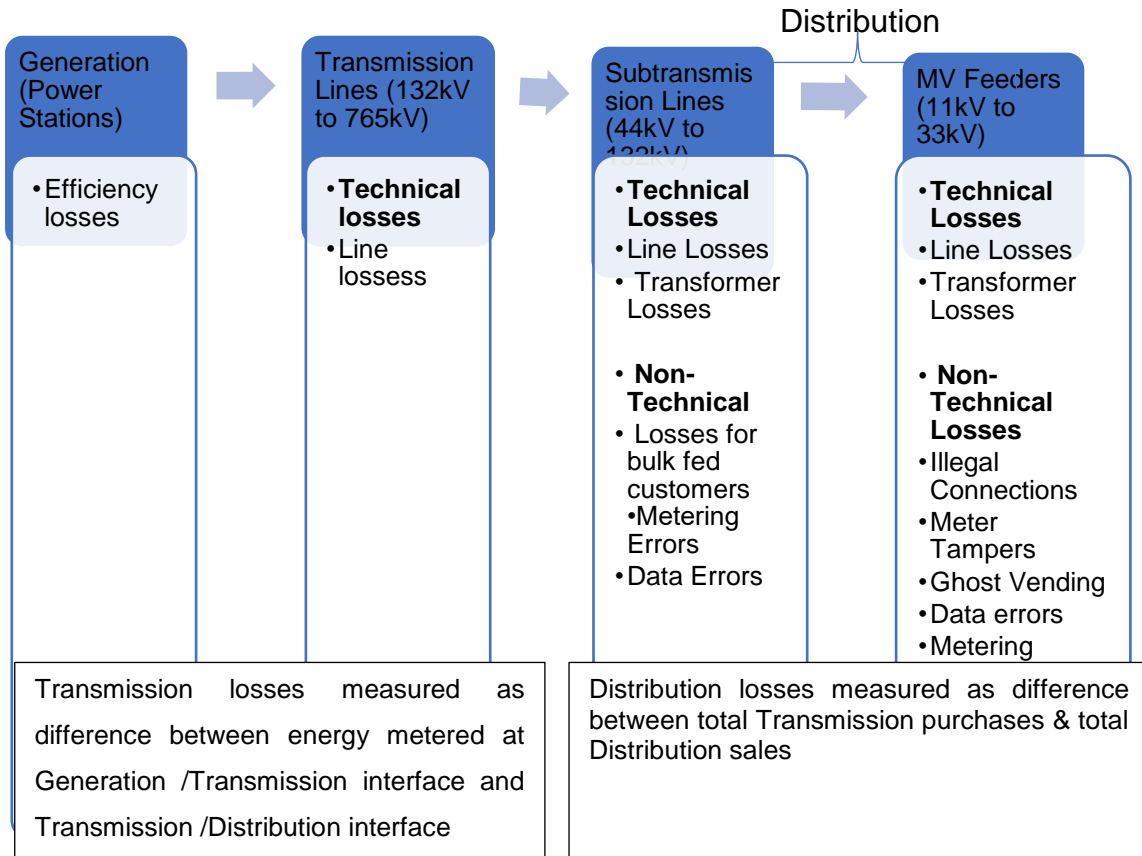 Distribution
Generation
(Power
Stations)
Transmission
Lines (132kV
to 765kV)
Subtransmis
sion Lines
(44kV to
132kV)
MV Feeders
(11kV to
33kV)
•Efficiency
losses
•Technical
losses
•Line
lossess
•Technical
Losses
•Line Losses
• Transformer
Losses
• Non-
Technical
• Losses for
bulk fed
customers
•Metering
Errors
•Data Errors
•Technical
Losses
•Line Losses
•Transformer
Losses
• Non-
Technical
Losses
•Illegal
Connections
•Meter
Tampers
•Ghost Vending
•Data errors
•Metering
Transmission losses measured as
difference between energy metered at
Generation /Transmission interface and
Transmission /Distribution interface
Distribution losses measured as difference
between total Transmission purchases & total
Distribution sales